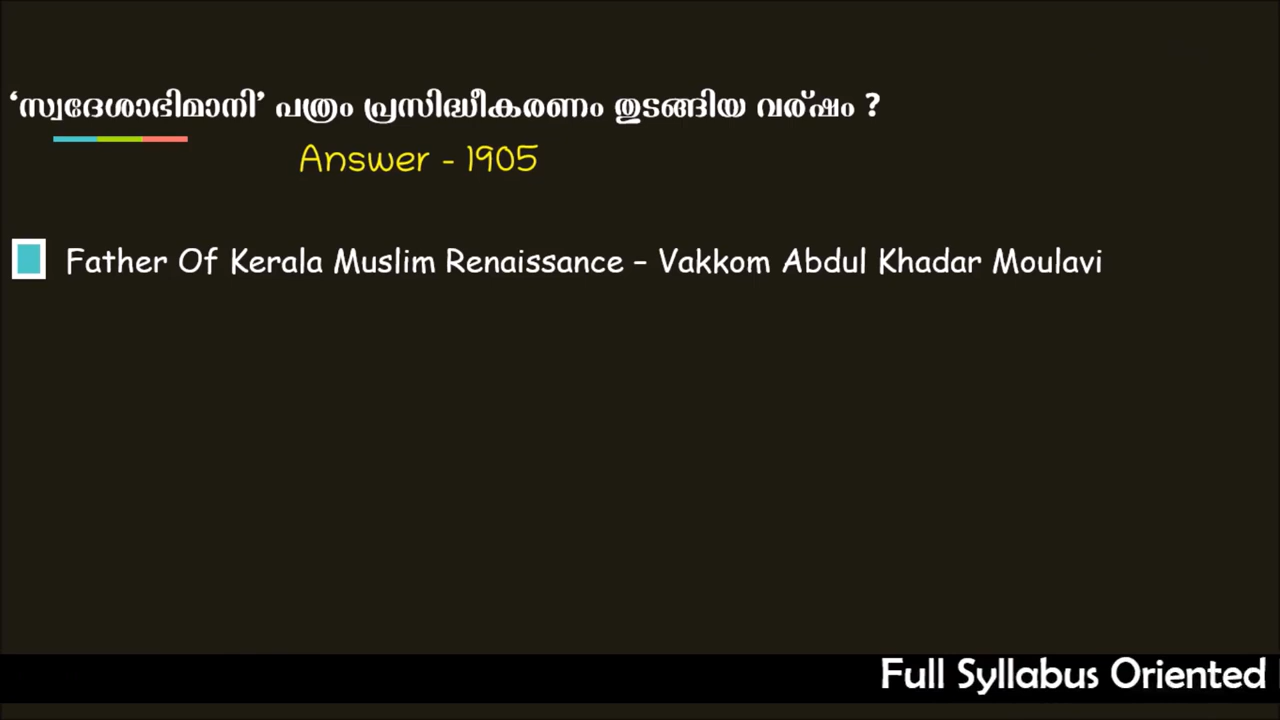 ‘സ്വദേശാഭിമാനി’ പത്രം പ്രസിദ്ധീകരണം തുടങ്ങിയ വര്ഷം ?
Answer - 1905
Father Of Kerala Muslim Renaissance – Vakkom Abdul Khadar Moulavi
Full Syllabus Oriented